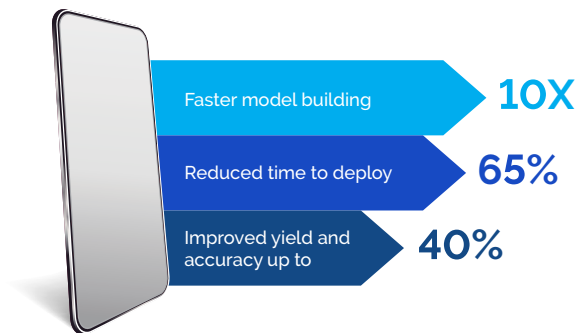 Faster model building
10X
Reduced time to deploy
65%
Improved yield and
accuracy up to
40%